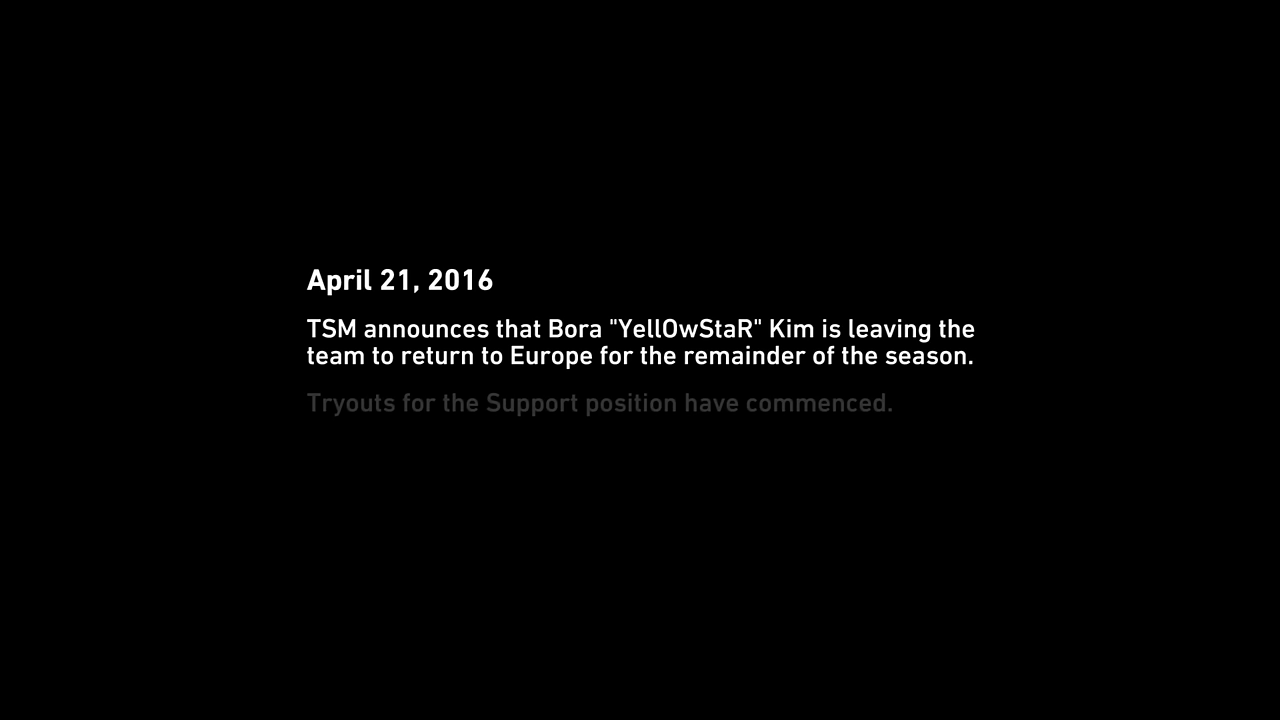 April 21, 2016
TSM announces that Bora "YellOwStaR" Kim is leaving the
team to return to Europe for the remainder of the season.
Tryouts for the Support position have commenced.